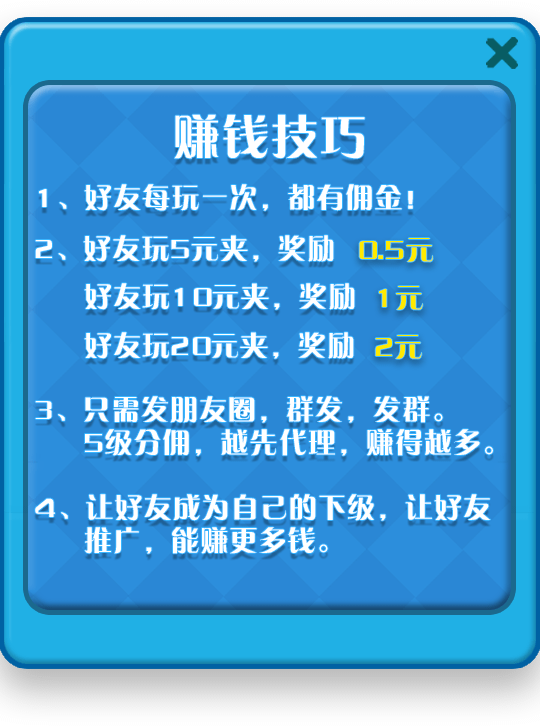 赚钱技巧
1、好友每玩一次，都有佣金！
2、好友玩5元夹，奖励 0.5元
好友玩10元夹，奖励 1元
好友玩20元夹，奖励 2元
3、只需发朋友圈，群发，发群。
5级分佣，越先代理，赚得越多。
4、让好友成为自己的下级，让好友
推广，能赚更多钱。